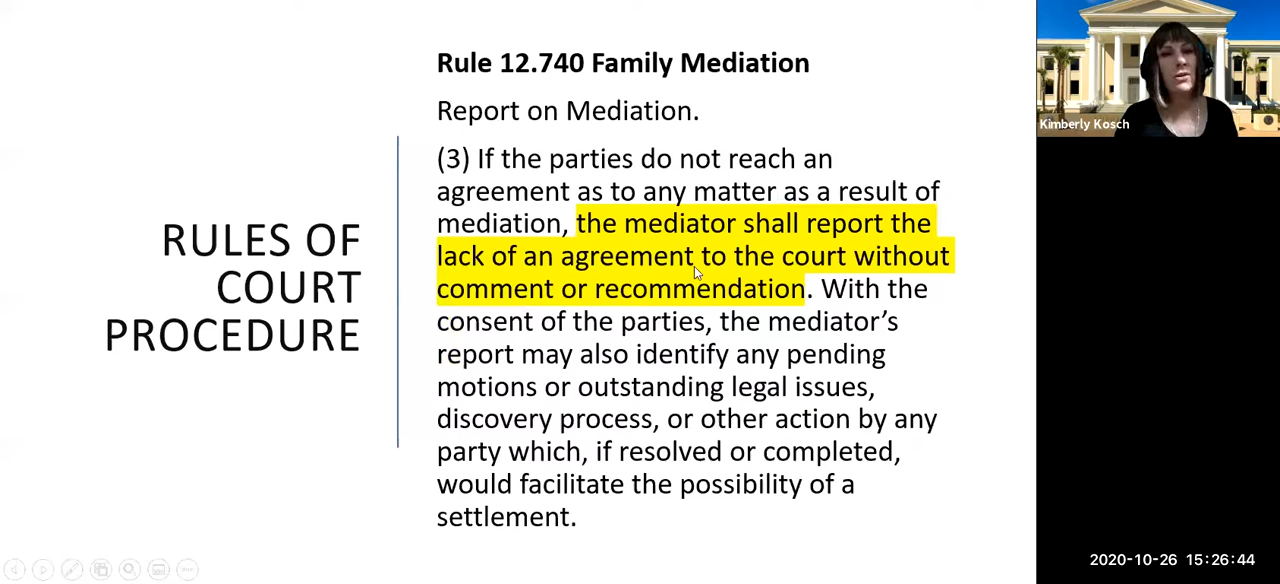 RULES OF
COURT
PROCEDURE
Rule 12.740 Family Mediation
Report on Mediation.
(3) If the parties do not reach an
agreement as to any matter as a result of
mediation, the mediator shall report the
lack of an agreement to the court without
comment or recommendation. With the
consent of the parties, the mediator’s
report may also identify any pending
motions or outstanding legal issues,
discovery process, or other action by any
party which, if resolved or completed,
would facilitate the possibility of a
settlement.
Kimberly Kosch
2020-10-26 15:26:44